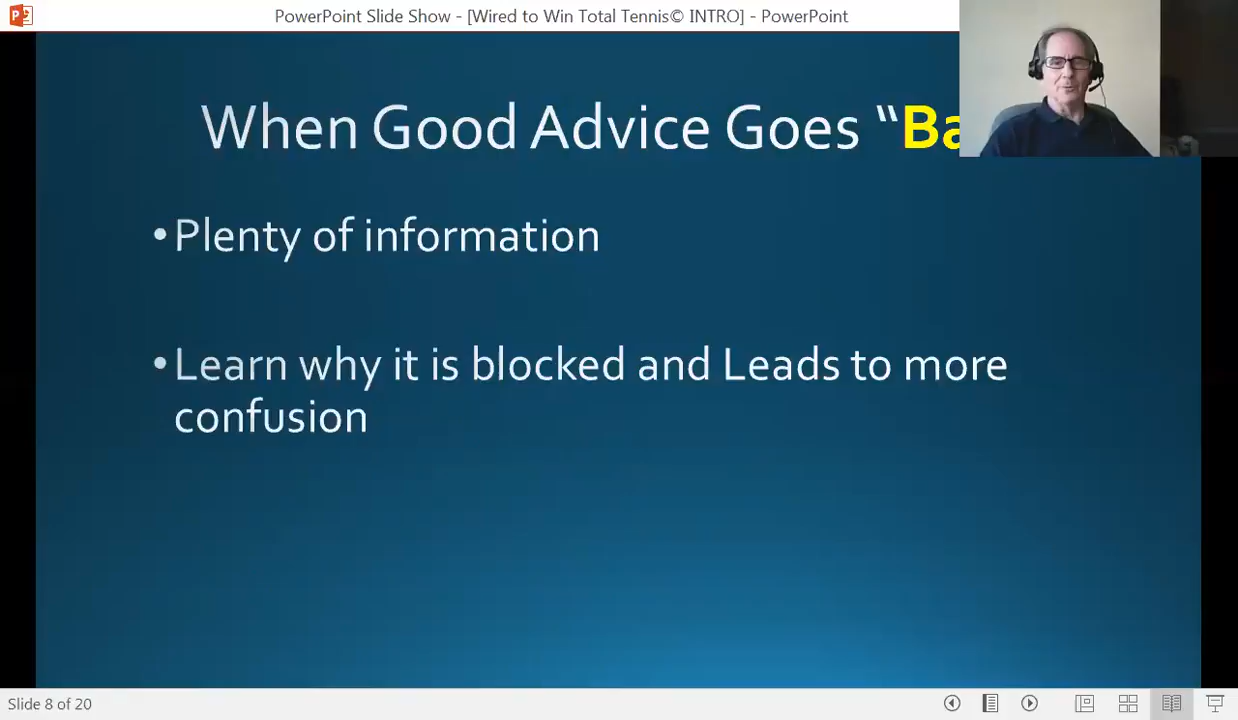 PowerPoint Slide Show - [Wired to Win Total Tennis© INTRO] - PowerPoint
When Good Advice Goes “Ba
•Plenty of information
•Learn why it is blocked and Leads to more
confusion
Slide 8 of 20